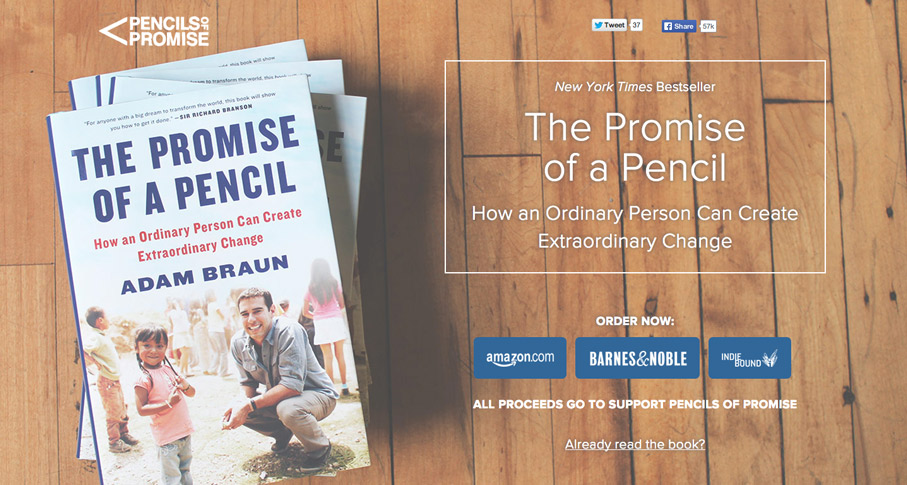 PENCILS OF
PROMISE
Tweet 37
Share 57k
"For anyone with a big dream to transform the world, this book will show
you how to get it done." —SIR RICHARD BRANSON
THE PROMISE
OF A PENCIL
How an Ordinary Person Can Create
Extraordinary Change
ADAM BRAUN
New York Times Bestseller
The Promise
of a Pencil
How an Ordinary Person Can Create
Extraordinary Change
ORDER NOW:
amazon.com
BARNES&NOBLE
INDIE
BOUND
ALL PROCEEDS GO TO SUPPORT PENCILS OF PROMISE
Already read the book?